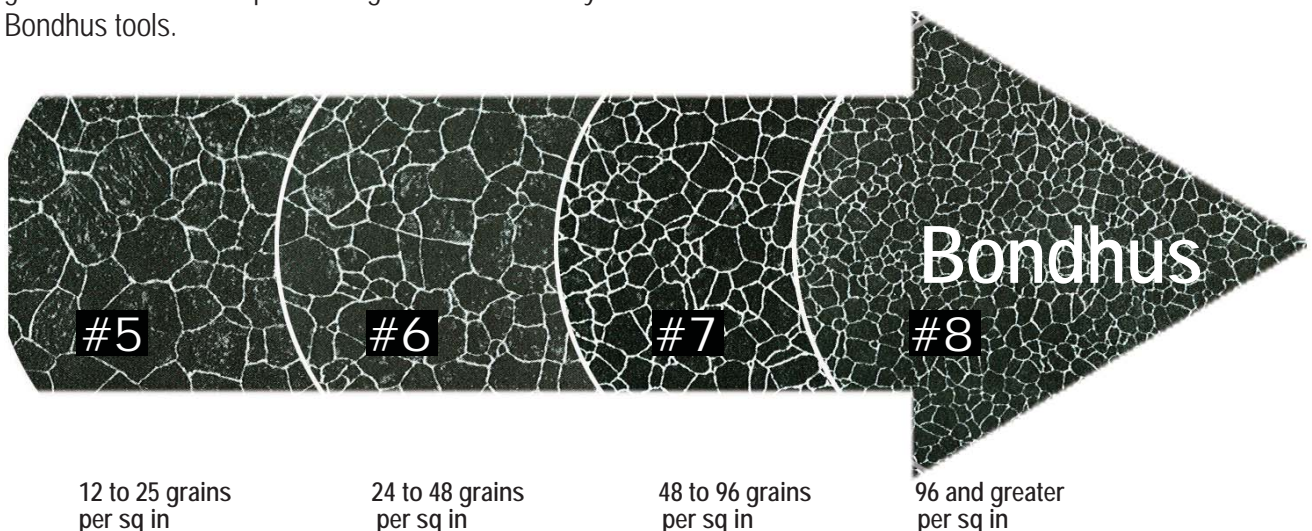 Bondhus tools.
Bondhus
#5 #6 #7 #8
12 to 25 grains 24 to 48 grains 48 to 96 grains 96 and greater
per sq in per sq in per sq in per sq in